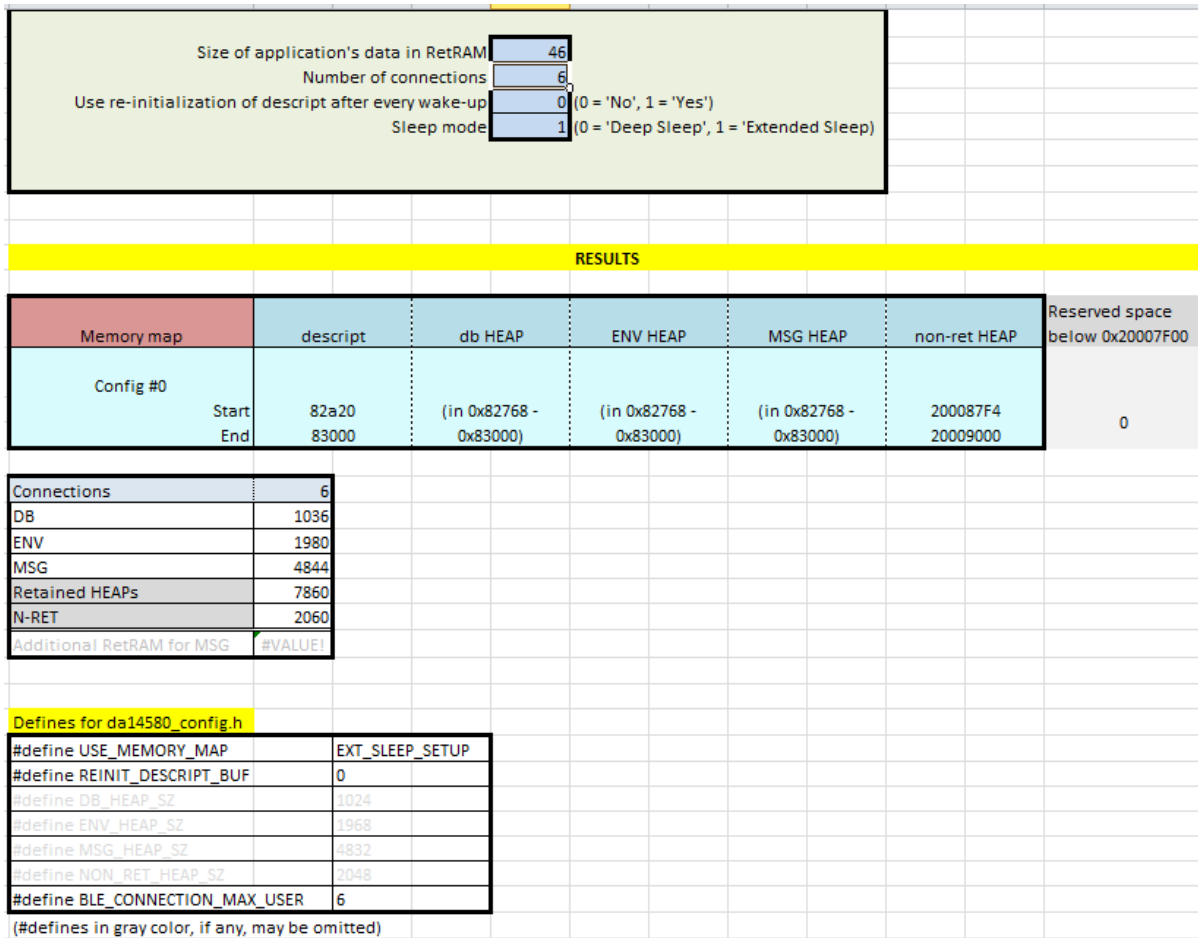 Size of application's data in RetRAM 46
Number of connections 6
Use re-initialization of descript after every wake-up 0 (0 = 'No', 1 = 'Yes')
Sleep mode 1 (0 = 'Deep Sleep', 1 = 'Extended Sleep)
RESULTS
Memory map descript db HEAP ENV HEAP MSG HEAP non-ret HEAP Reserved space below 0x20007F00
Config #0
Start 82a20 (in 0x82768 - (in 0x82768 - (in 0x82768 - 200087F4
End 83000 0x83000) 0x83000) 0x83000) 20009000 0
Connections 6
DB 1036
ENV 1980
MSG 4844
Retained HEAPs 7860
N-RET 2060
Additional RetRAM for MSG #VALUE!
Defines for da14580_config.h
#define USE_MEMORY_MAP EXT_SLEEP_SETUP
#define REINIT_DESCRIPT_BUF 0
#define DB_HEAP_SZ 1024
#define ENV_HEAP_SZ 1968
#define MSG_HEAP_SZ 4832
#define NON_RET_HEAP_SZ 2048
#define BLE_CONNECTION_MAX_USER 6
(#defines in gray color, if any, may be omitted)